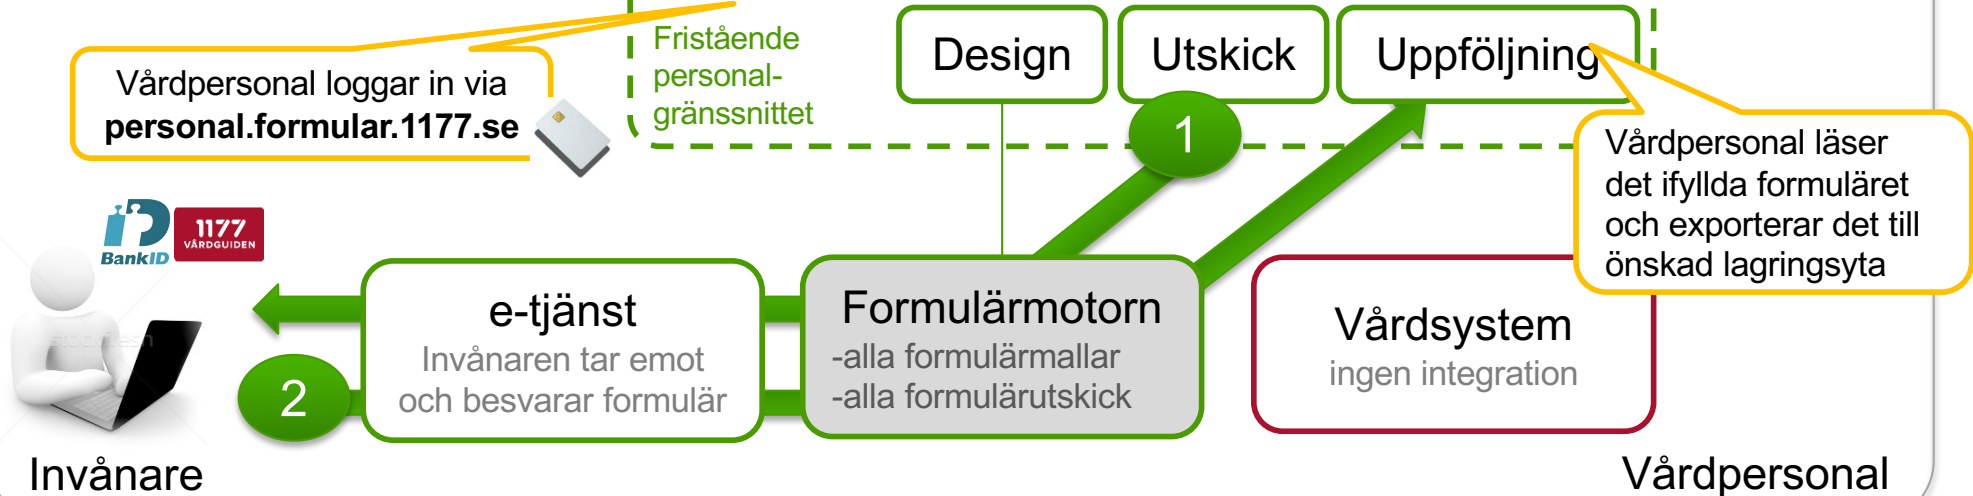 Fristående
personal-
gränssnittet
Design
Utskick
Uppföljning
Vårdpersonal loggar in via
personal.formular.1177.se
1
Vårdpersonal läser
det ifyllda formuläret
och exporterar det till
önskad lagringsyta
BankID
1177
VÅRDGUIDEN
e-tjänst
Invånaren tar emot
och besvarar formulär
Formulärmotorn
-alla formulärmallar
-alla formulärutskick
Vårdsystem
ingen integration
2
Invånare
Vårdpersonal